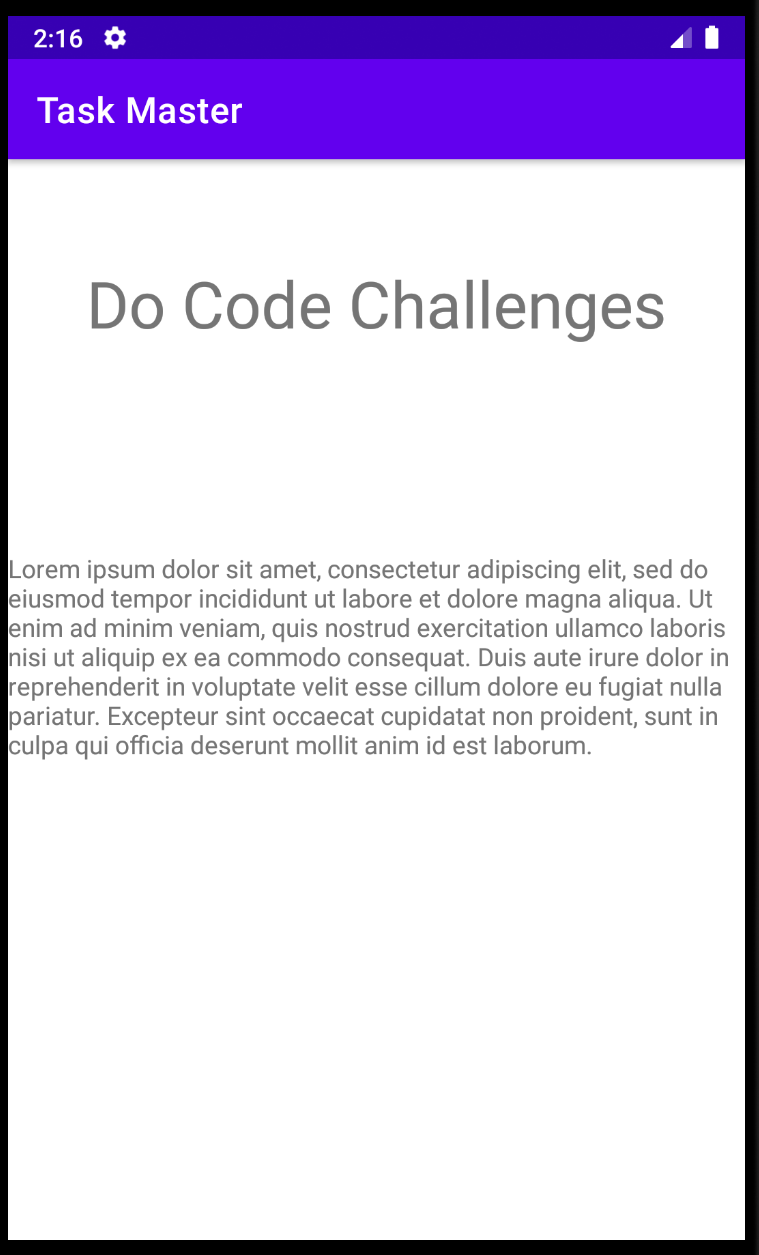 2:16
Task Master
Do Code Challenges
Lorem ipsum dolor sit amet, consectetur adipiscing elit, sed do
eiusmod tempor incididunt ut labore et dolore magna aliqua. Ut
enim ad minim veniam, quis nostrud exercitation ullamco laboris
nisi ut aliquip ex ea commodo consequat. Duis aute irure dolor in
reprehenderit in voluptate velit esse cillum dolore eu fugiat nulla
pariatur. Excepteur sint occaecat cupidatat non proident, sunt in
culpa qui officia deserunt mollit anim id est laborum.